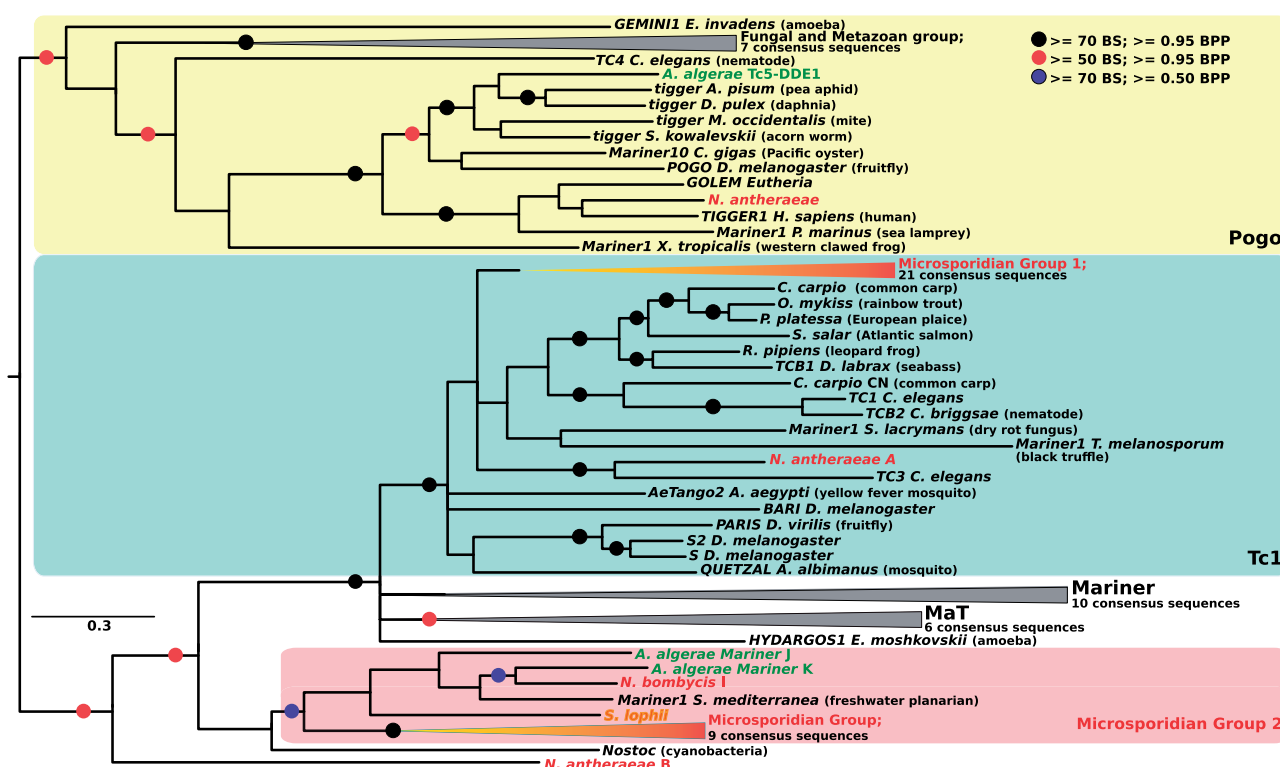 GEMINI1 E. invadens (amoeba)
Fungal and Metazoan group;
7 consensus sequences
>= 70 BS; >= 0.95 BPP
>= 50 BS; >= 0.95 BPP
>= 70 BS; >= 0.50 BPP
TC4 C. elegans (nematode)
A. algerae Tc5-DDE1
tigger A. pisum (pea aphid)
tigger D. pulex (daphnia)
tigger M. occidentalis (mite)
tigger S. kowalevskii (acorn worm)
Mariner10 C. gigas (Pacific oyster)
POGO D. melanogaster (fruitfly)
GOLEM Eutheria
N. antheraeae
TIGGER1 H. sapiens (human)
Mariner1 P. marinus (sea lamprey)
Pogo
Mariner1 X. tropicalis (western clawed frog)
Microsporidian Group 1;
21 consensus sequences
C. carpio (common carp)
O. mykiss (rainbow trout)
P. platessa (European plaice)
S. salar (Atlantic salmon)
R. pipiens (leopard frog)
TCB1 D. labrax (seabass)
C. carpio CN (common carp)
TC1 C. elegans
TCB2 C. briggsae (nematode)
Mariner1 S. lacrymans (dry rot fungus)
Mariner1 T. melanosporum
(black truffle)
N. antheraeae A
TC3 C. elegans
AeTango2 A. aegypti (yellow fever mosquito)
BARI D. melanogaster
PARIS D. virilis (fruitfly)
S2 D. melanogaster
S D. melanogaster
Tc1
QUETZAL A. albimanus (mosquito)
Mariner
10 consensus sequences
MaT
6 consensus sequences
0.3
HYDARGOS1 E. moshkovskii (amoeba)
A. algerae Mariner J
A. algerae Mariner K
N. bombycis I
Mariner1 S. mediterranea (freshwater planarian)
S. lophii
Microsporidian Group;
9 consensus sequences
Microsporidian Group 2
Nostoc (cyanobacteria)
N. antheraeae B